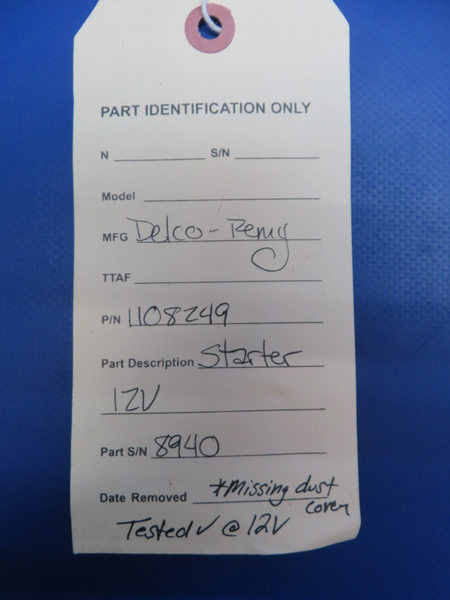 PART IDENTIFICATION ONLY
N S/N
Model
MFG Delco-Remy
TTAF
P/N 1108249
Part Description Starter
12V
Part S/N 8940
Date Removed *Missing dust
cover
Tested √ @ 12V